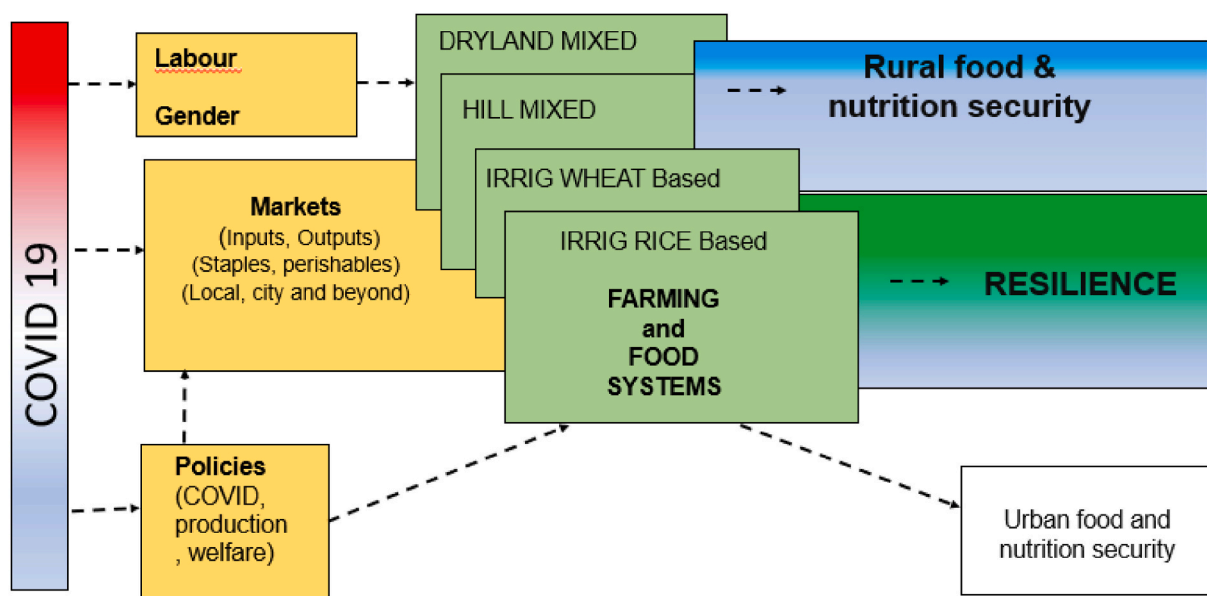 COVID 19
Labour
Gender
Markets
(Inputs, Outputs)
(Staples, perishables)
(Local, city and beyond)
Policies
(COVID,
production
, welfare)
DRYLAND MIXED
HILL MIXED
IRRIG WHEAT Based
IRRIG RICE Based
FARMING
and
FOOD
SYSTEMS
Rural food &
nutrition security
RESILIENCE
Urban food and
nutrition security